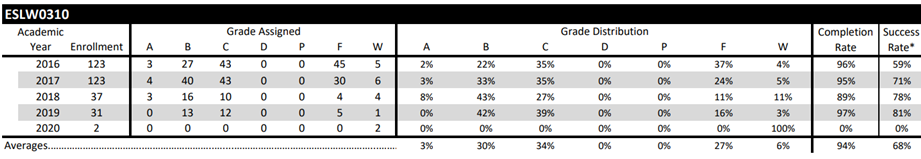 ESLW0310
Academic Grade Assigned Grade Distribution Completion Success
Year Enrollment A B C D P F W A B C D P F W Rate Rate*
2016 123 3 27 43 0 0 45 5 2% 22% 35% 0% 0% 37% 4% 96% 59%
2017 123 4 40 43 0 0 30 6 3% 33% 35% 0% 0% 24% 5% 95% 71%
2018 37 3 16 10 0 0 4 4 8% 43% 27% 0% 0% 11% 11% 89% 78%
2019 31 0 13 12 0 0 5 1 0% 42% 39% 0% 0% 16% 3% 97% 81%
2020 2 0 0 0 0 0 0 2 0% 0% 0% 0% 0% 0% 100% 0% 0%
Averages.......................................................................................................... 3% 30% 34% 0% 0% 27% 6% 94% 68%